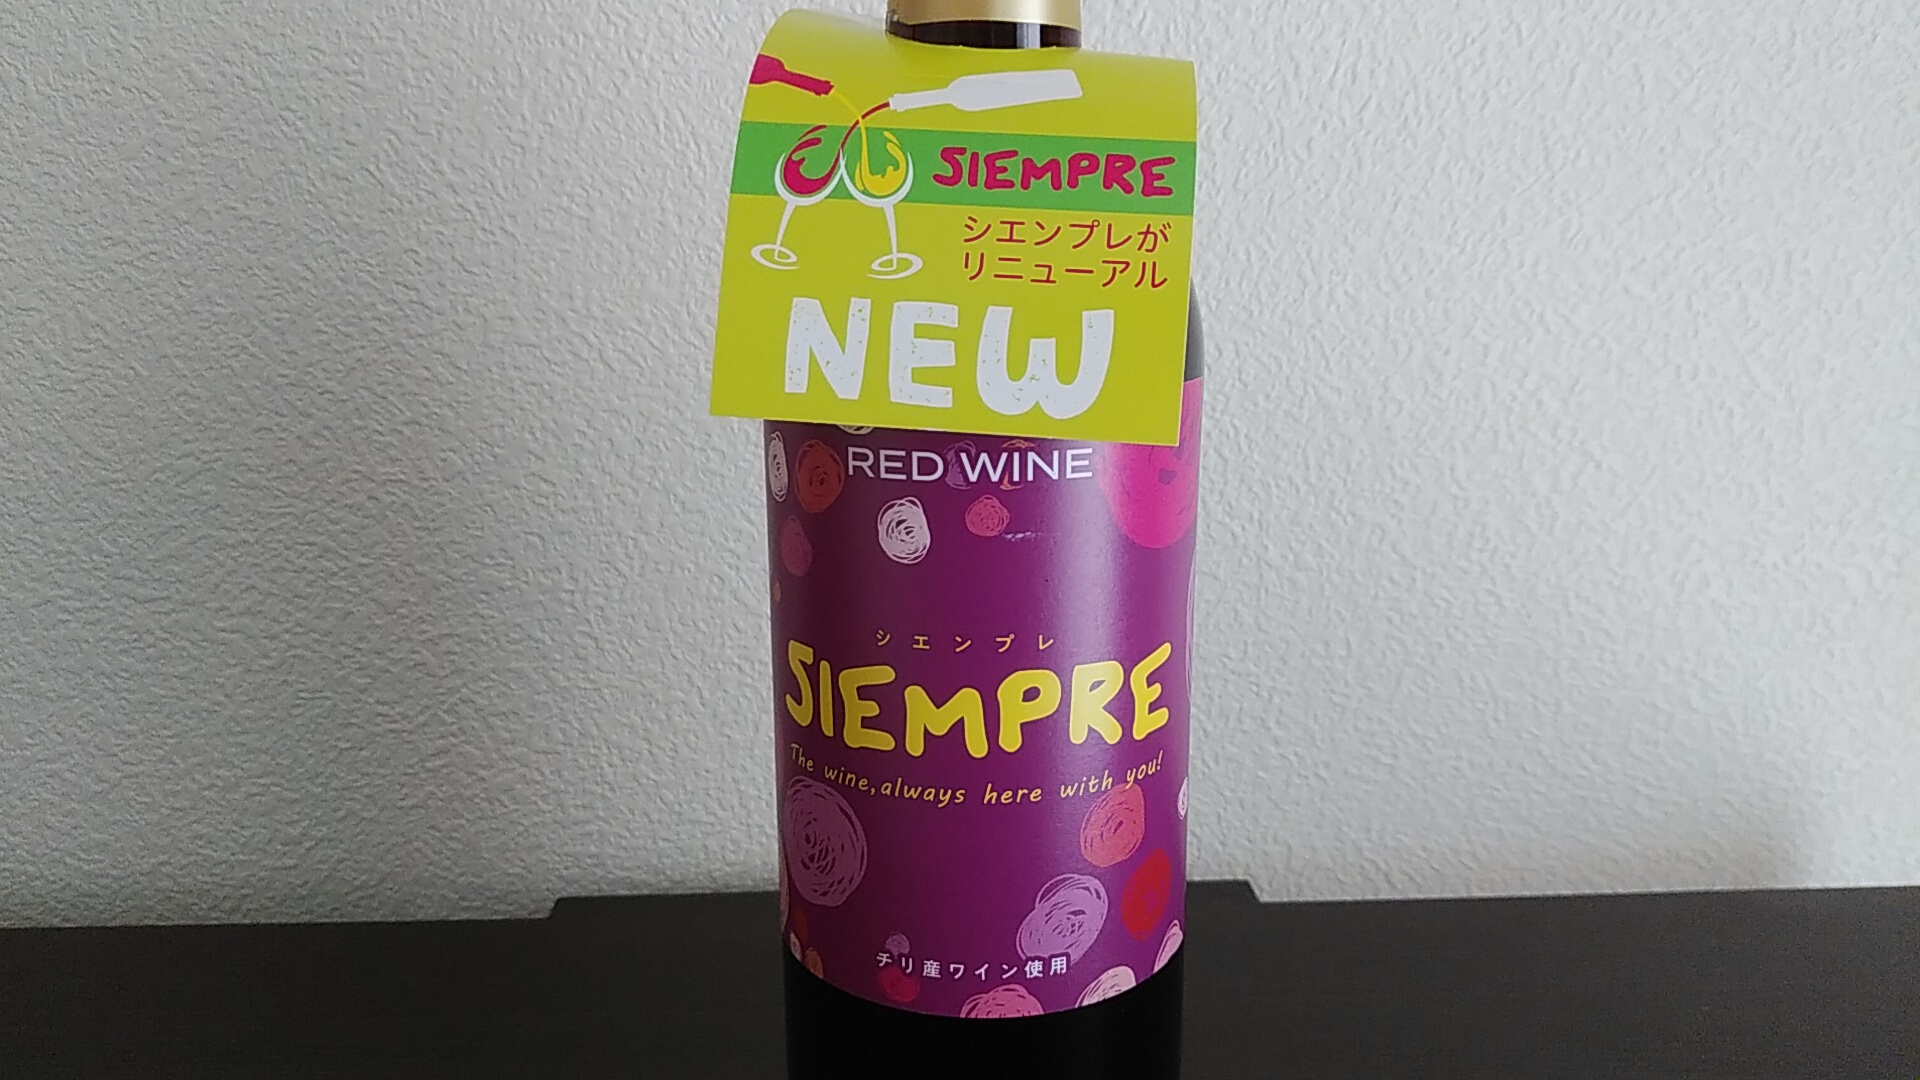 SIEMPRE
シエンプレが
リニューアル
NEW
RED WINE
シエンプレ
SIEMPRE
The wine,always here with you!
チリ産ワイン使用